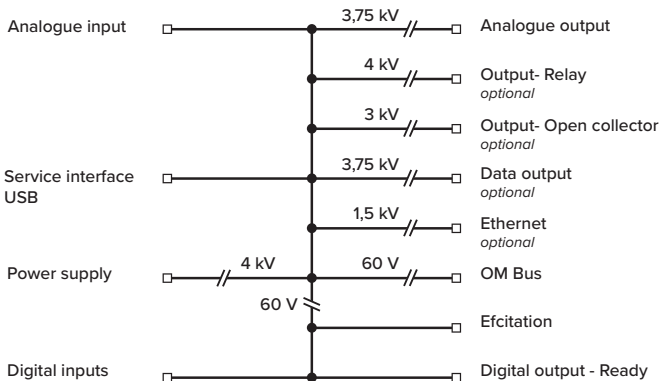 Analogue input
3,75 kV
Analogue output
4 kV
Output- Relay
optional
3 kV
Output- Open collector
optional
Service interface
USB
3,75 kV
Data output
optional
1,5 kV
Ethernet
optional
Power supply
4 kV
60 V
OM Bus
60 V
Efcitation
Digital inputs
Digital output - Ready